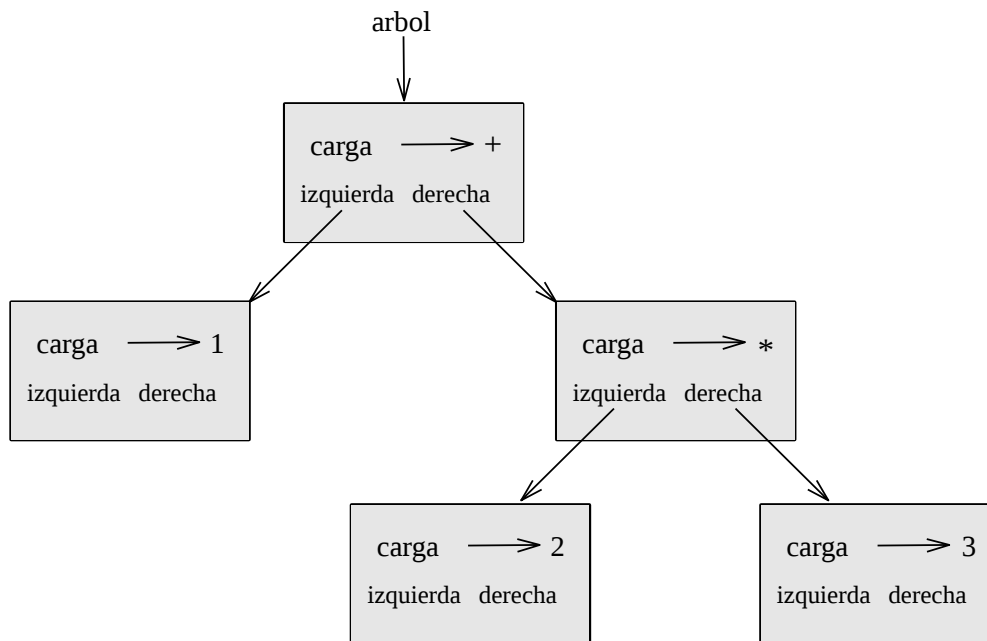 arbol
carga +
izquierda derecha
carga 1
izquierda derecha
carga *
izquierda derecha
carga 2
izquierda derecha
carga 3
izquierda derecha